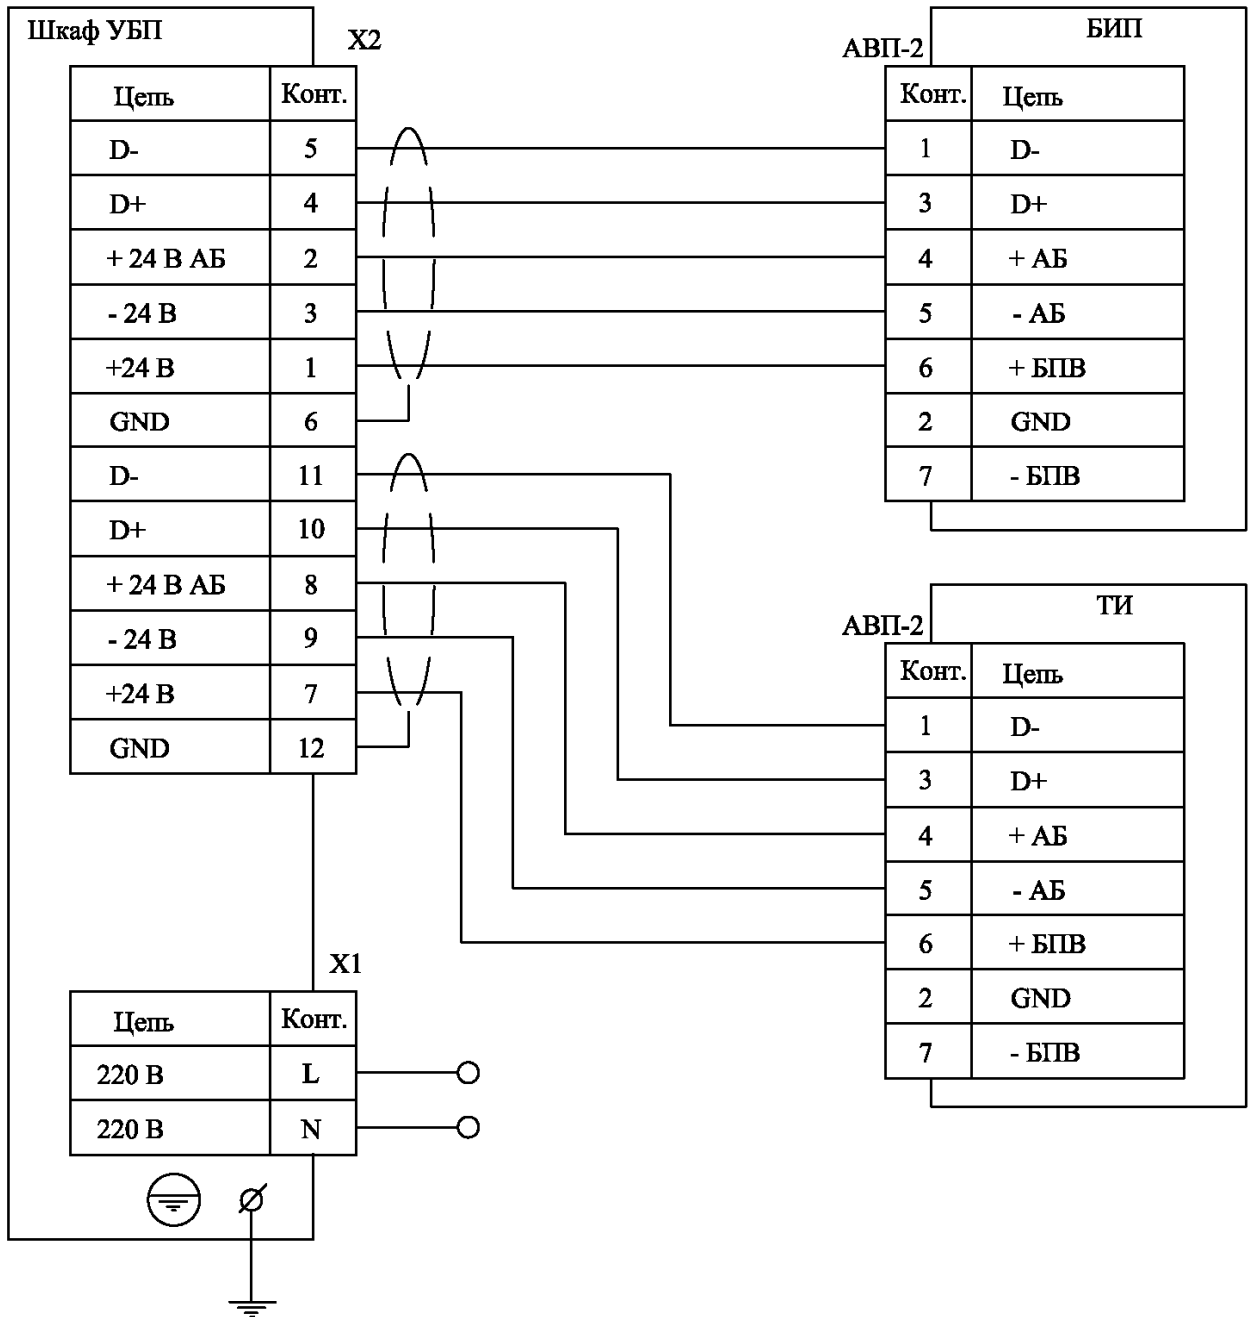 Шкаф УБП
X2
Цепь Конт.
D- 5
D+ 4
+ 24 В АБ 2
- 24 В 3
+24 В 1
GND 6
D- 11
D+ 10
+ 24 В АБ 8
- 24 В 9
+24 В 7
GND 12
X1
Цепь Конт.
220 В L
220 В N
БИП
АВП-2
Конт. Цепь
1 D-
3 D+
4 + АБ
5 - АБ
6 + БПВ
2 GND
7 - БПВ
ТИ
АВП-2
Конт. Цепь
1 D-
3 D+
4 + АБ
5 - АБ
6 + БПВ
2 GND
7 - БПВ